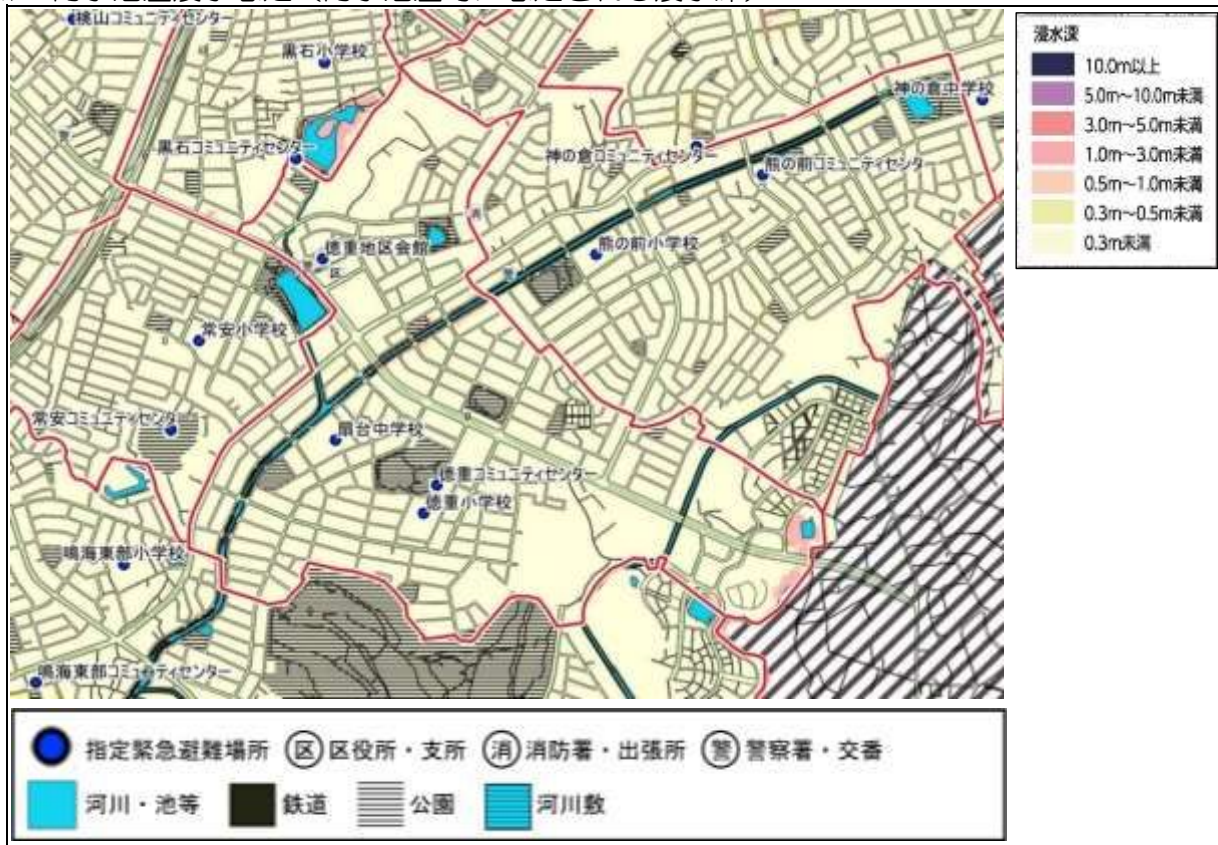 桃山コミュニティセンター
黒石小学校
神の倉中学校
黒石コミュニティセンター
神の倉コミュニティセンター
熊の前コミュニティセンター
消
徳重地区会館
区
熊の前小学校
常安小学校
常安コミュニティセンター
扇台中学校
徳重コミュニティセンター
徳重小学校
鳴海東部小学校
鳴海東部コミュニティセンター
浸水深
10.0m以上
5.0m～10.0m未満
3.0m～5.0m未満
1.0m～3.0m未満
0.5m～1.0m未満
0.3m～0.5m未満
0.3m未満
指定緊急避難場所 区 区役所・支所 消 消防署・出張所 警 警察署・交番
河川・池等 鉄道 公園 河川敷